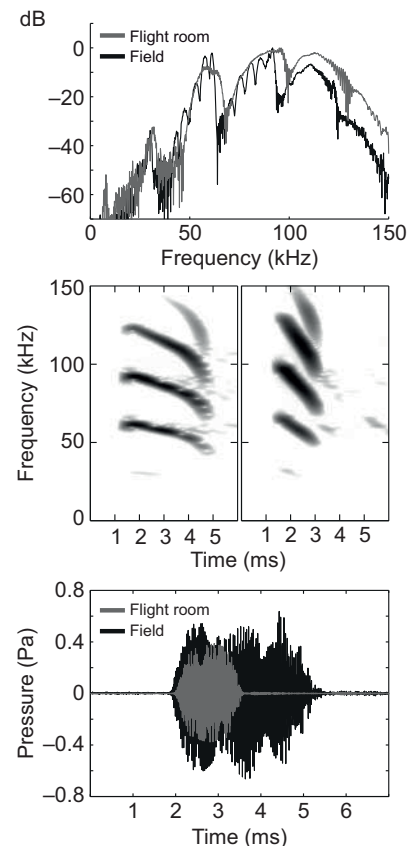 dB
Flight room
Field
0
–20
–40
–60
0 50 100 150
Frequency (kHz)
150
100
50
0
Frequency (kHz)
1 2 3 4 5 1 2 3 4 5
Time (ms)
0.8
0.4
0
–0.4
–0.8
Pressure (Pa)
Flight room
Field
1 2 3 4 5 6
Time (ms)